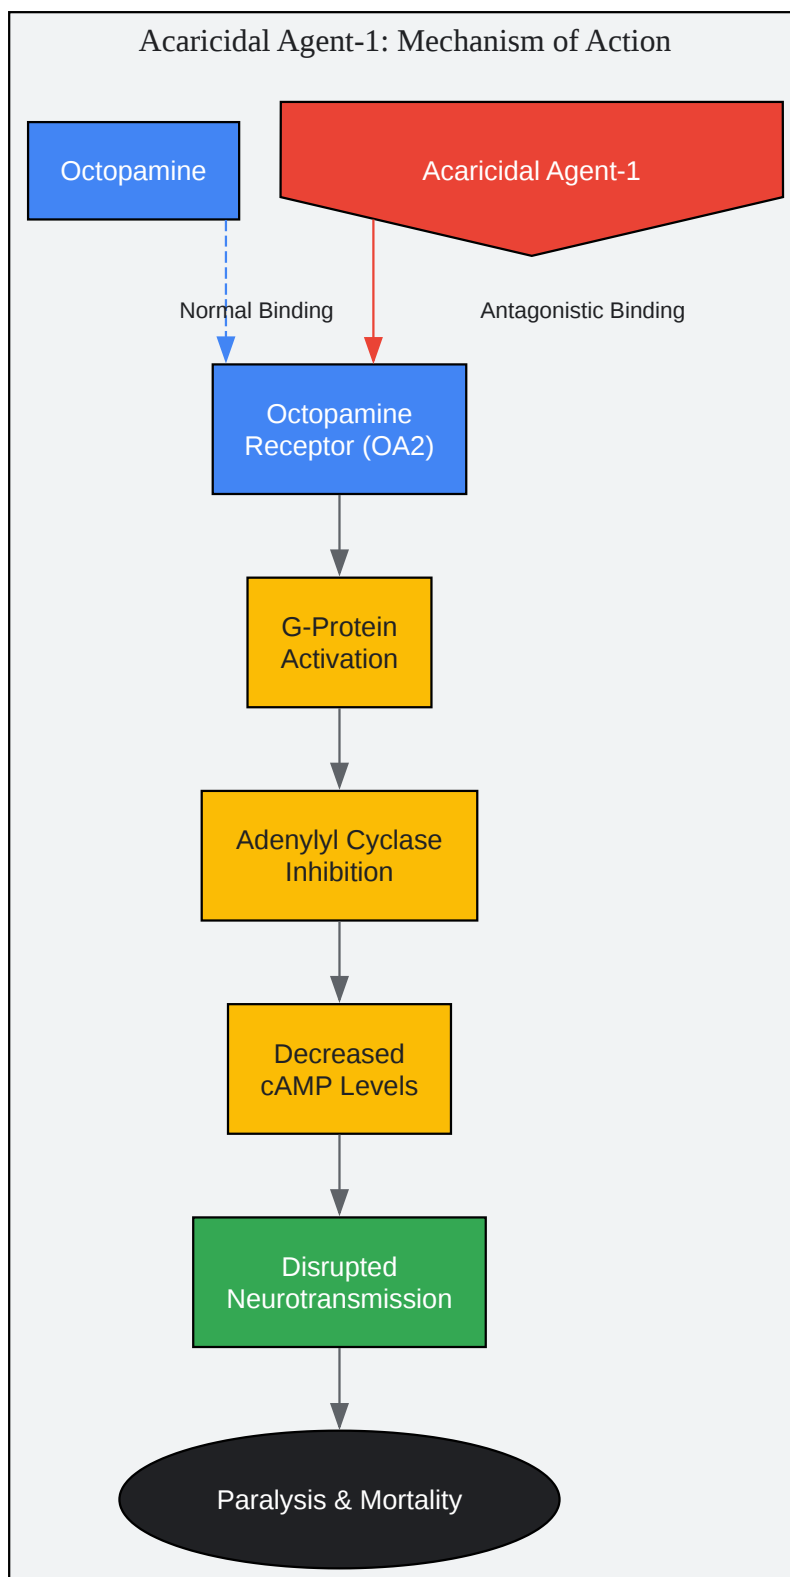 Acaricidal Agent-1: Mechanism of Action
Octopamine
Acaricidal Agent-1
Normal Binding
Antagonistic Binding
Octopamine
Receptor (OA2)
G-Protein
Activation
Adenylyl Cyclase
Inhibition
Decreased
cAMP Levels
Disrupted
Neurotransmission
Paralysis & Mortality